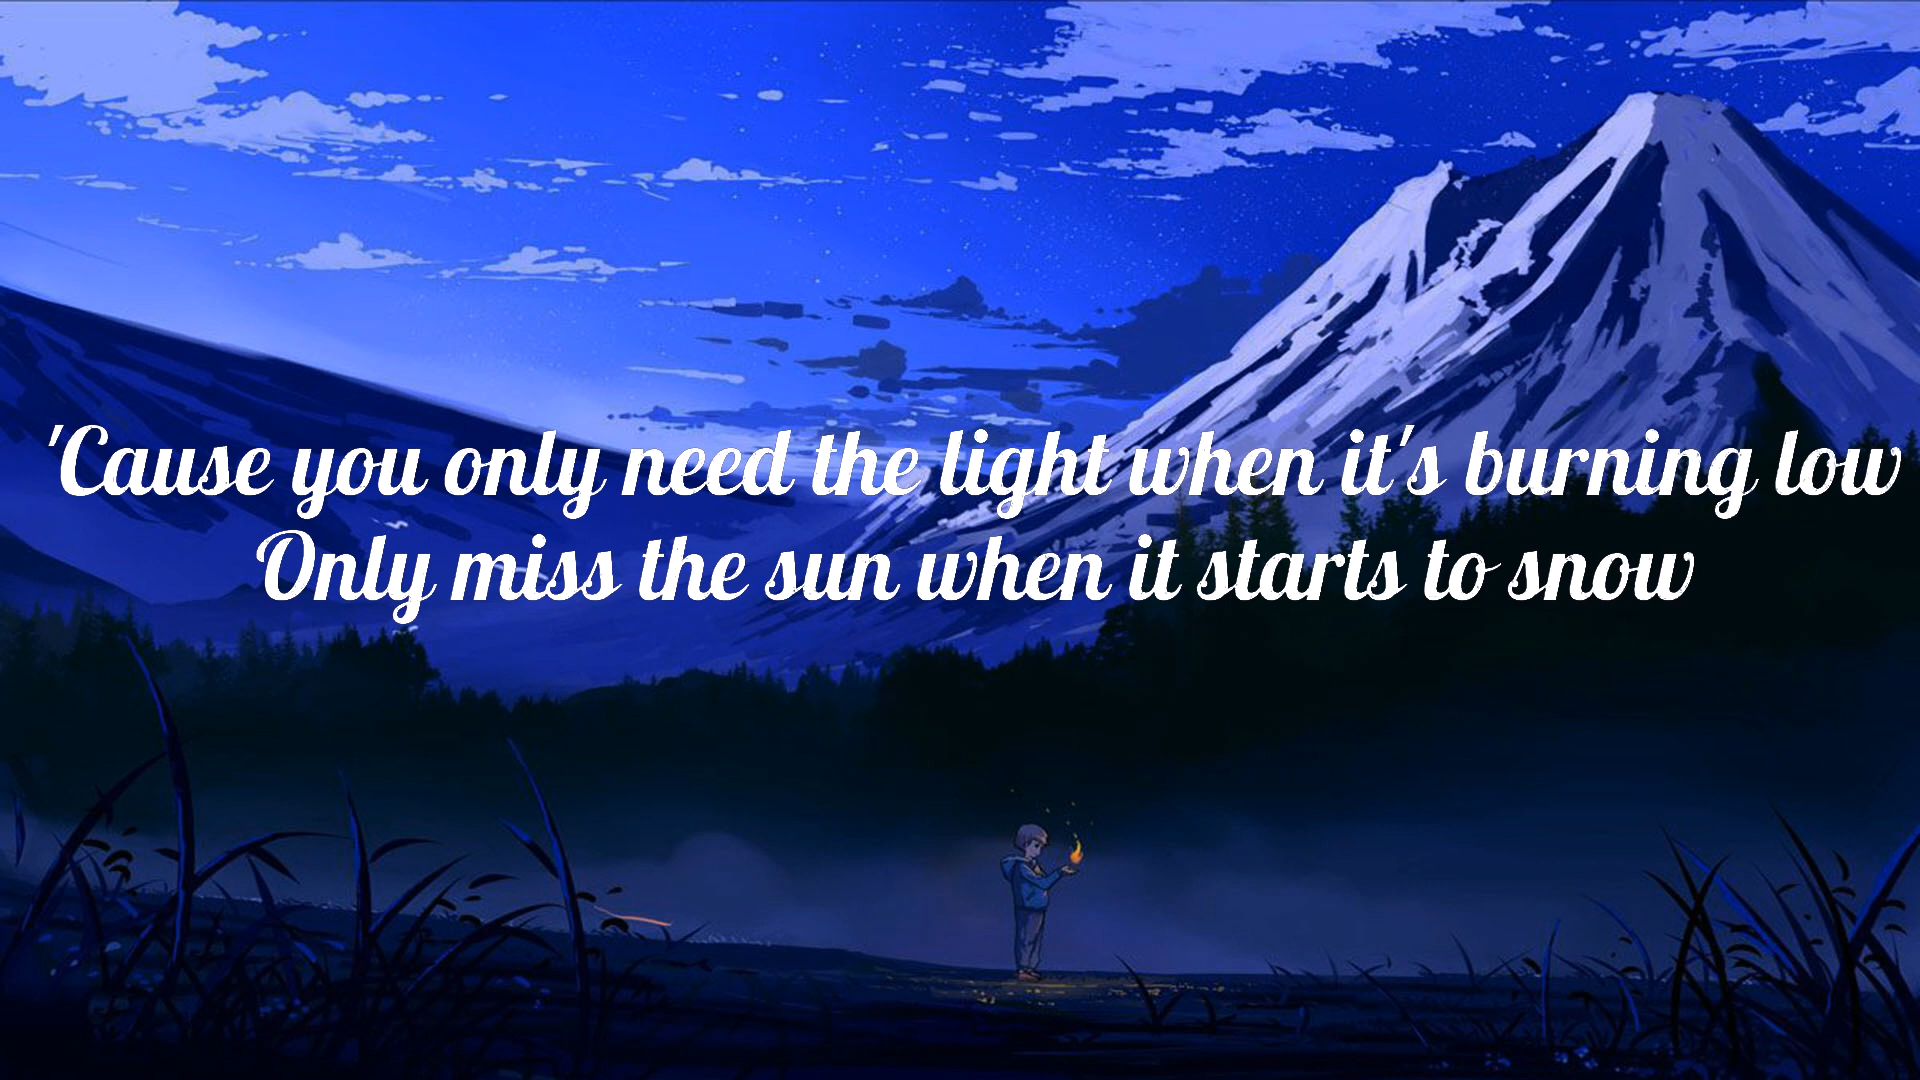 'Cause you only need the light when it's burning low
Only miss the sun when it starts to snow